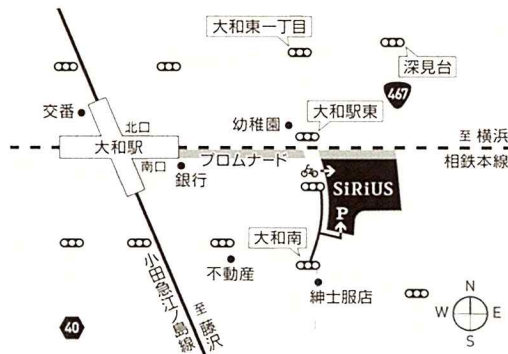 大和東一丁目
深見台
467
交番
北口
幼稚園
大和駅東
至 横浜
大和駅
プロムナード
相鉄本線
南口
銀行
SiRiUS
P
大和南
不動産
紳士服店
小田急江ノ島線
至 藤沢
40
N
W
E
S